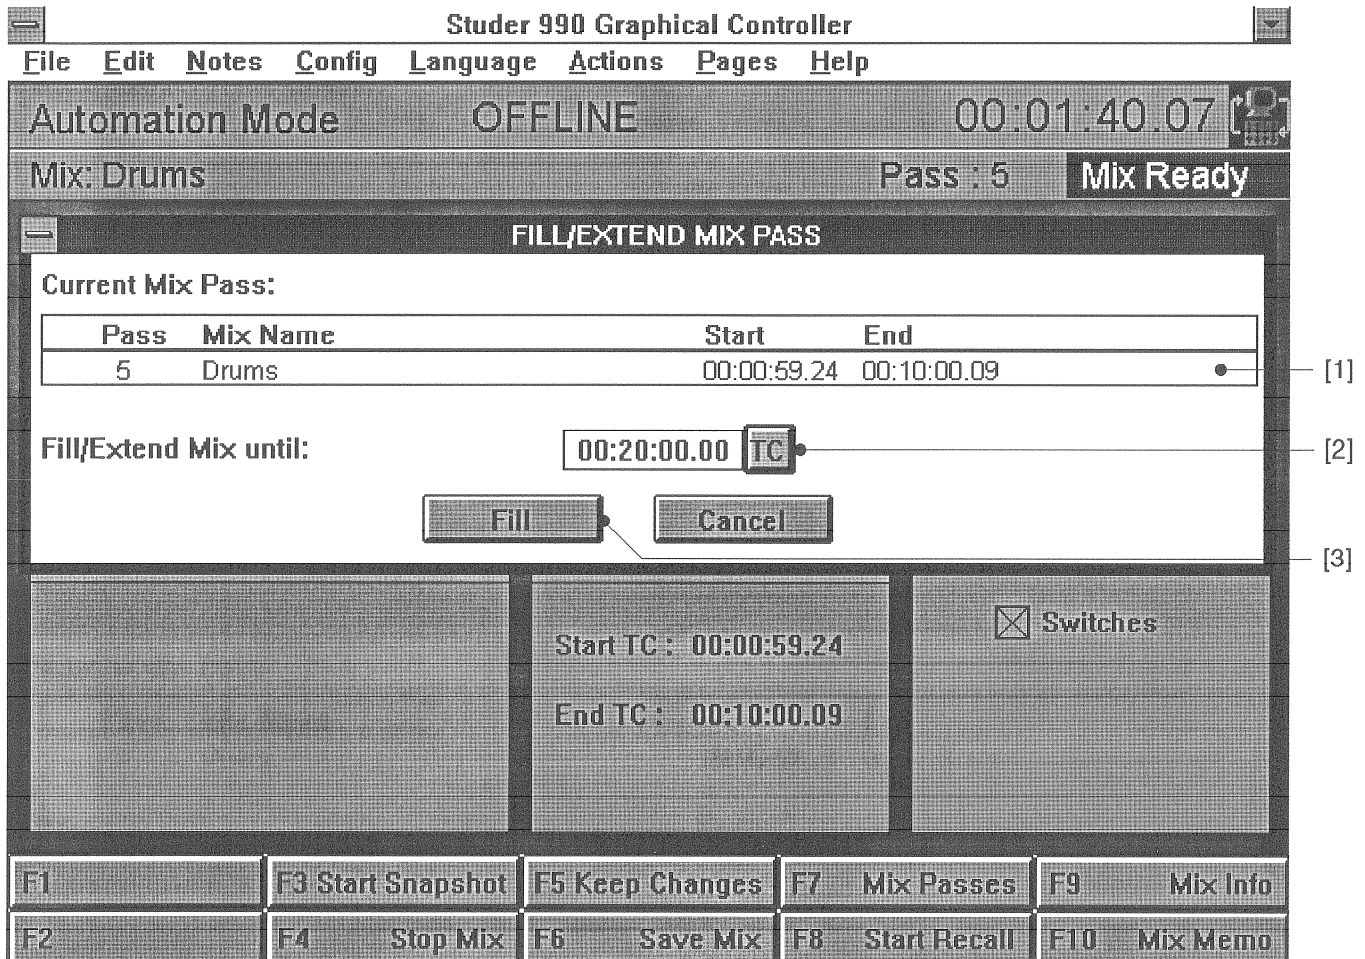 Studer 990 Graphical Controller
File Edit Notes Config Language Actions Pages Help
Automation Mode OFFLINE 00:01:40.07
Mix: Drums Pass : 5 Mix Ready
FILL/EXTEND MIX PASS
Current Mix Pass:
Pass Mix Name Start End
5 Drums 00:00:59.24 00:10:00.09 [1]
Fill/Extend Mix until: 00:20:00.00 TC [2]
Fill Cancel
[3]
Switches
Start TC : 00:00:59.24
End TC : 00:10:00.09
F1 F3 Start Snapshot F5 Keep Changes F7 Mix Passes F9 Mix Info
F2 F4 Stop Mix F6 Save Mix F8 Start Recall F10 Mix Memo